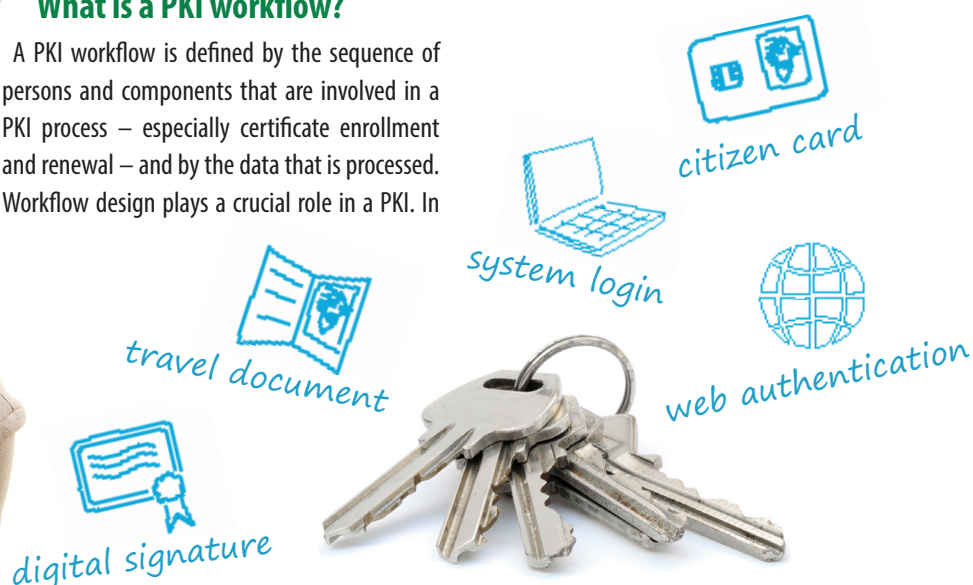 What is a PKI workflow?
A PKI workflow is defined by the sequence of
persons and components that are involved in a
PKI process – especially certificate enrollment
and renewal – and by the data that is processed.
Workflow design plays a crucial role in a PKI. In
citizen card
system login
travel document
web authentication
digital signature